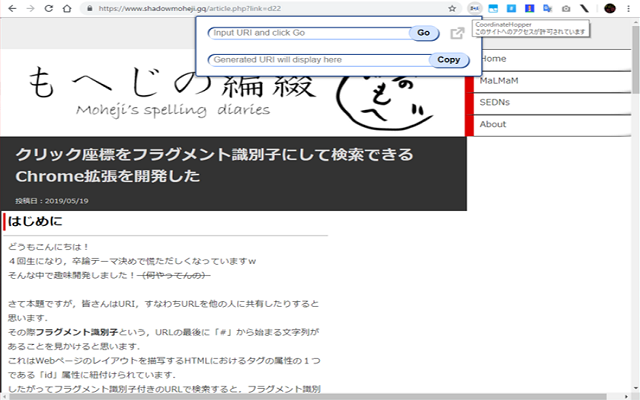 https://www.shadowmoheji.gq/article.php?link=d22
Input URI and click Go
Go
Generated URI will display here
Copy
CoordinateHopper
このサイトへのアクセスが許可されています
もへじの編綴
Moheji's spelling diaries
のもへ
Home
MaLMaM
SEDNs
About
クリック座標をフラグメント識別子にして検索できる
Chrome拡張を開発した
投稿日：2019/05/19
はじめに
どうもこんにちは！
４回生になり，卒論テーマ決めで慌ただしくなっていますｗ
そんな中で趣味開発しました！（何やってんの）
さて本題ですが，皆さんはURI，すなわちURLを他の人に共有したりすると
思います．
その際フラグメント識別子という，URLの最後に「#」から始まる文字列が
あることを見かけると思います．
これはWebページのレイアウトを描写するHTMLにおけるタグの属性の１つ
である「id」属性に紐付けられています．
したがってフラグメント識別子付きのURLで検索すると，フラグメント識別